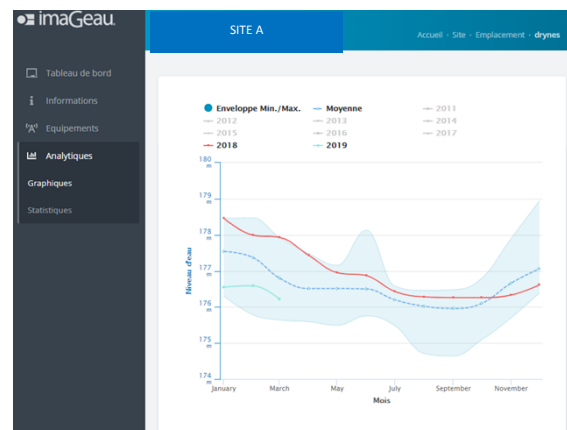 imaGeau
SITE A
Accueil - Site - Emplacement - drynes
Tableau de bord
Informations
Equipements
Analytiques
Graphiques
Statistiques
Enveloppe Min./Max.
Moyenne
2011
2012
2013
2014
2015
2016
2017
2018
2019
180
m
179
m
178
m
177
m
176
m
175
m
174
m
Niveau d'eau
January
March
May
July
September
November
Mois